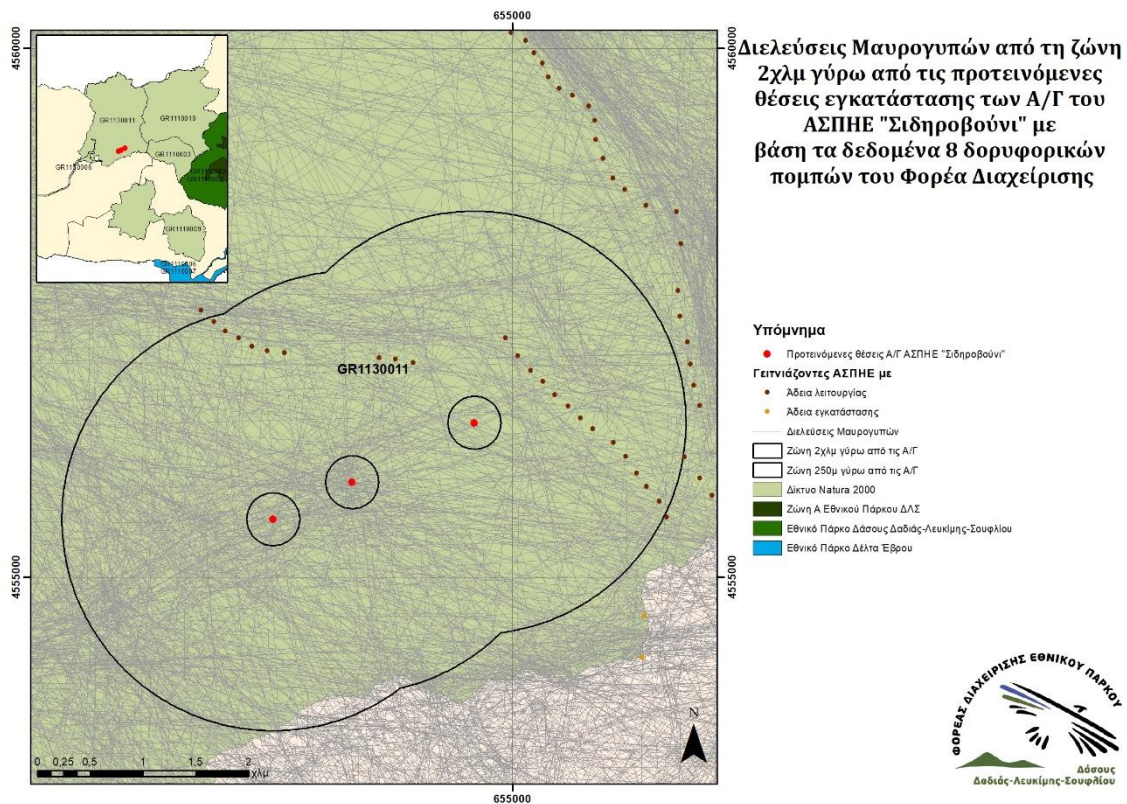 655000
4560000
4560000
Διελεύσεις Μαυρογυπών από τη ζώνη
2χλμ γύρω από τις προτεινόμενες
θέσεις εγκατάστασης των Α/Γ του
ΑΣΠΗΕ "Σιδηροβούνι" με
βάση τα δεδομένα 8 δορυφορικών
πομπών του Φορέα Διαχείρισης
GR1130011
GR1110010
GR1110003
GR1110009
GR1130011
Υπόμνημα
Προτεινόμενες θέσεις Α/Γ ΑΣΠΗΕ "Σιδηροβούνι"
Γειτνιάζοντες ΑΣΠΗΕ με
Άδεια λειτουργίας
Άδεια εγκατάστασης
Διελεύσεις Μαυρογυπών
Ζώνη 2χλμ γύρω από τις Α/Γ
Ζώνη 250μ γύρω από τις Α/Γ
Δίκτυο Natura 2000
Ζώνη Α Εθνικού Πάρκου ΔΛΣ
Εθνικό Πάρκο Δάσους Δαδιάς-Λευκίμης-Σουφλίου
Εθνικό Πάρκο Δέλτα Έβρου
4555000
4555000
N
0 0,25 0,5 1 1,5 2
χλμ
655000
ΦΟΡΕΑΣ ΔΙΑΧΕΙΡΙΣΗΣ ΕΘΝΙΚΟΥ ΠΑΡΚΟΥ
Δάσους
Δαδιάς-Λευκίμης-Σουφλίου